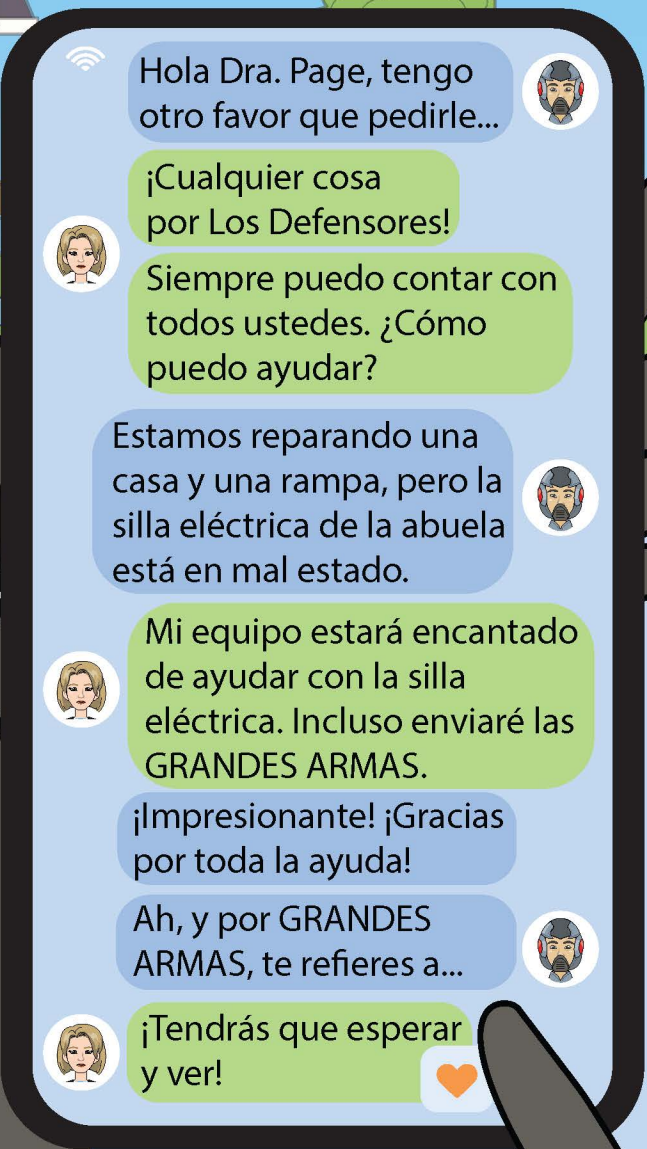 Hola Dra. Page, tengo
otro favor que pedirle...
¡Cualquier cosa
por Los Defensores!
Siempre puedo contar con
todos ustedes. ¿Cómo
puedo ayudar?
Estamos reparando una
casa y una rampa, pero la
silla eléctrica de la abuela
está en mal estado.
Mi equipo estará encantado
de ayudar con la silla
eléctrica. Incluso enviaré las
GRANDES ARMAS.
¡Impresionante! ¡Gracias
por toda la ayuda!
Ah, y por GRANDES
ARMAS, te refieres a...
¡Tendrás que esperar
y ver!